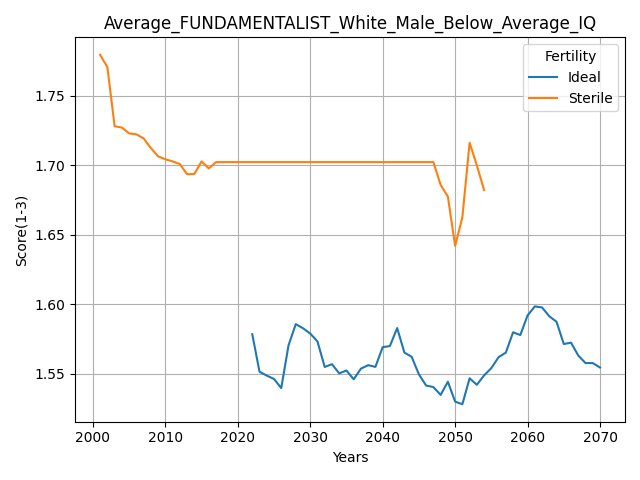 Average_FUNDAMENTALIST_White_Male_Below_Average_IQ
Fertility
Ideal
Sterile
Score(1-3)
1.75
1.70
1.65
1.60
1.55
2000 2010 2020 2030 2040 2050 2060 2070
Years